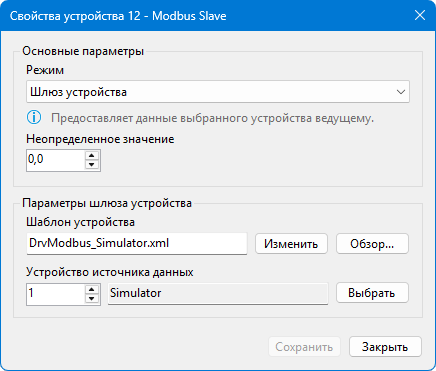 Свойства устройства 12 - Modbus Slave
Основные параметры
Режим
Шлюз устройства
Предоставляет данные выбранного устройства ведущему.
Неопределенное значение
0,0
Параметры шлюза устройства
Шаблон устройства
DrvModbus_Simulator.xml Изменить Обзор...
Устройство источника данных
1 Simulator Выбрать
Сохранить Закрыть